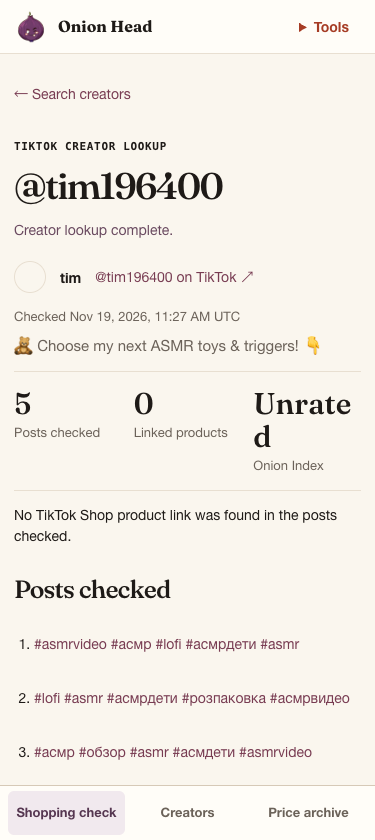 Onion Head
▶ Tools
← Search creators
TIKTOK CREATOR LOOKUP
@tim196400
Creator lookup complete.
tim @tim196400 on TikTok ↗
Checked Nov 19, 2026, 11:27 AM UTC
🧸 Choose my next ASMR toys & triggers! 👇
5 0 Unrate
d
Posts checked Linked products
Onion Index
No TikTok Shop product link was found in the posts
checked.
Posts checked
1. #asmrvideo #асмр #lofi #асмрдети #asmr
2. #lofi #asmr #асмрдети #розпаковка #асмрвидео
3. #асмр #обзор #asmr #асмдети #asmrvideo
Shopping check Creators Price archive